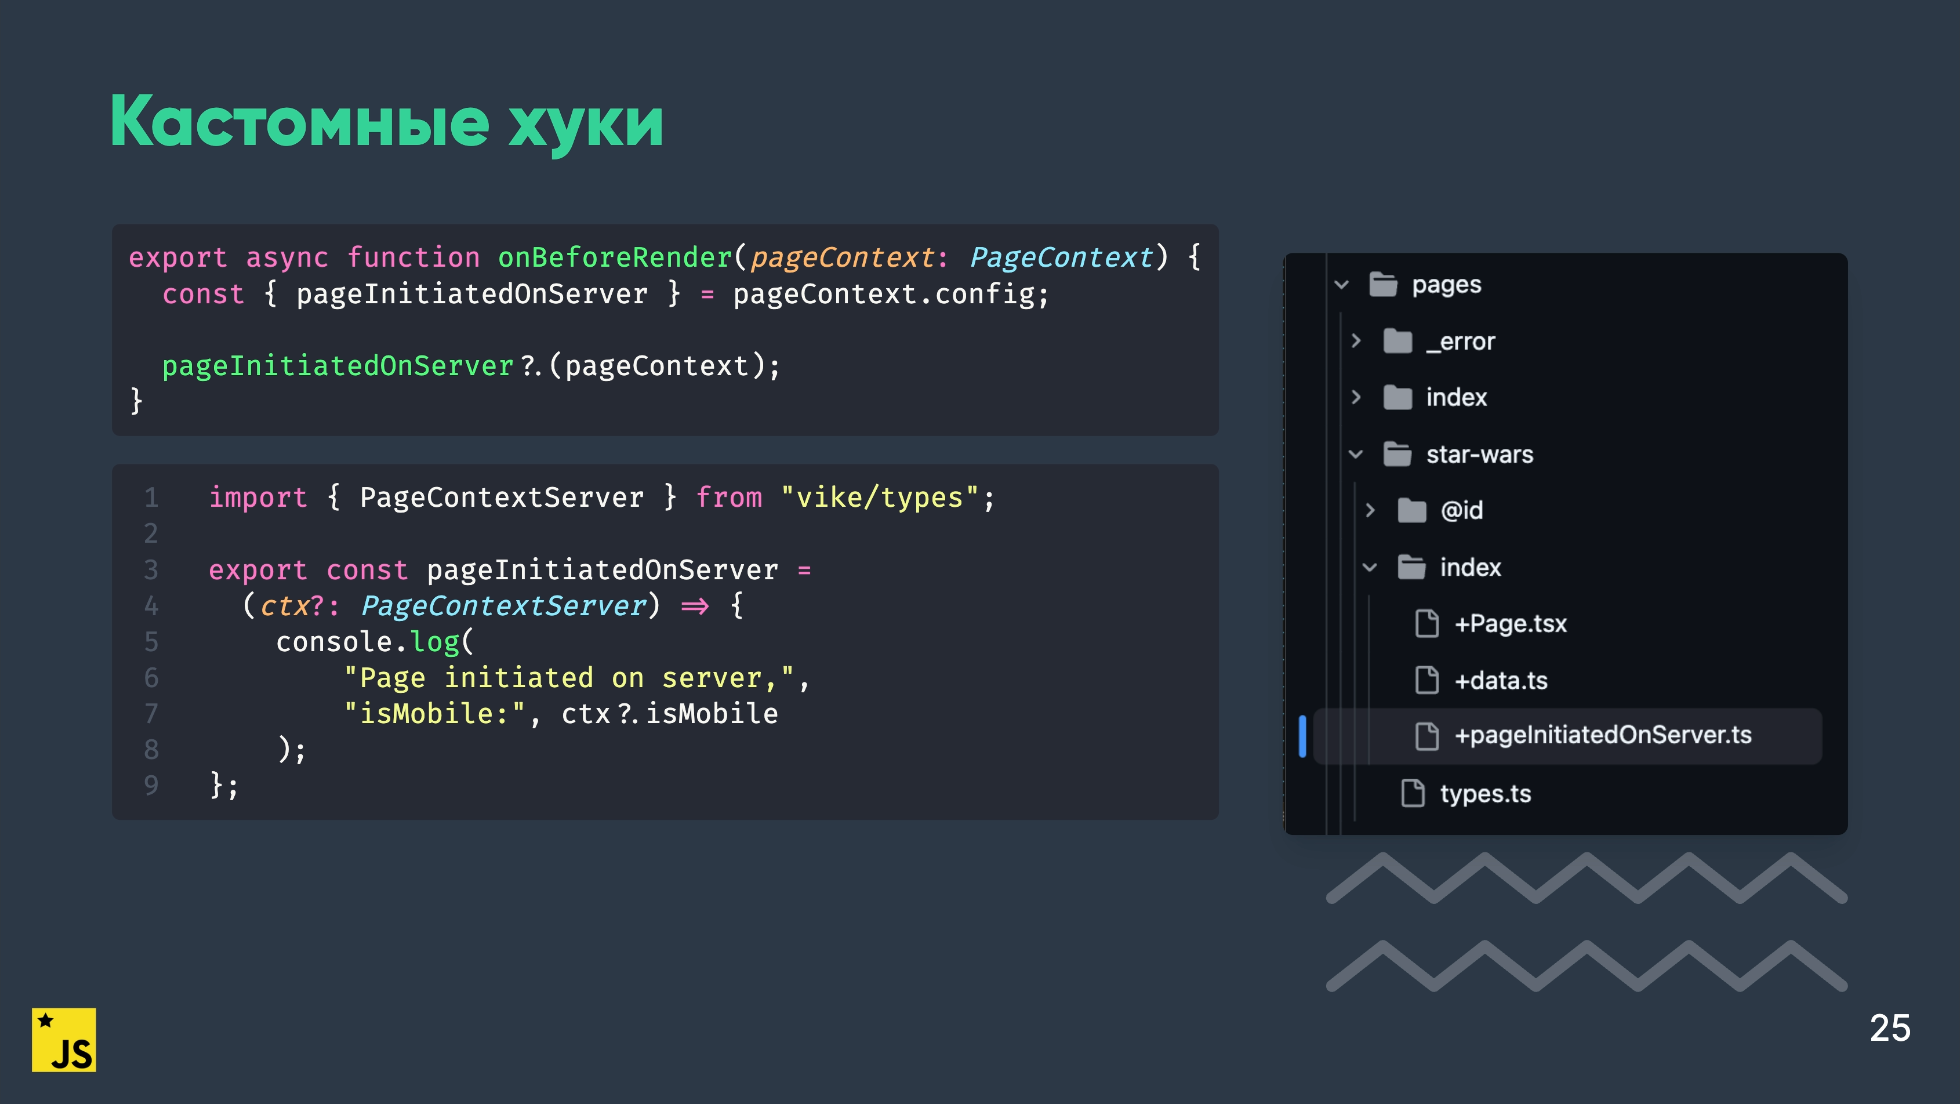 Кастомные хуки
export async function onBeforeRender(pageContext: PageContext) {
  const { pageInitiatedOnServer } = pageContext.config;
  pageInitiatedOnServer?.(pageContext);
}
1 import { PageContextServer } from "vike/types";
2
3 export const pageInitiatedOnServer =
4   (ctx?: PageContextServer) => {
5     console.log(
6         "Page initiated on server,",
7         "isMobile:", ctx?.isMobile
8     );
9 };
pages
_error
index
star-wars
@id
index
+Page.tsx
+data.ts
+pageInitiatedOnServer.ts
types.ts
JS
25